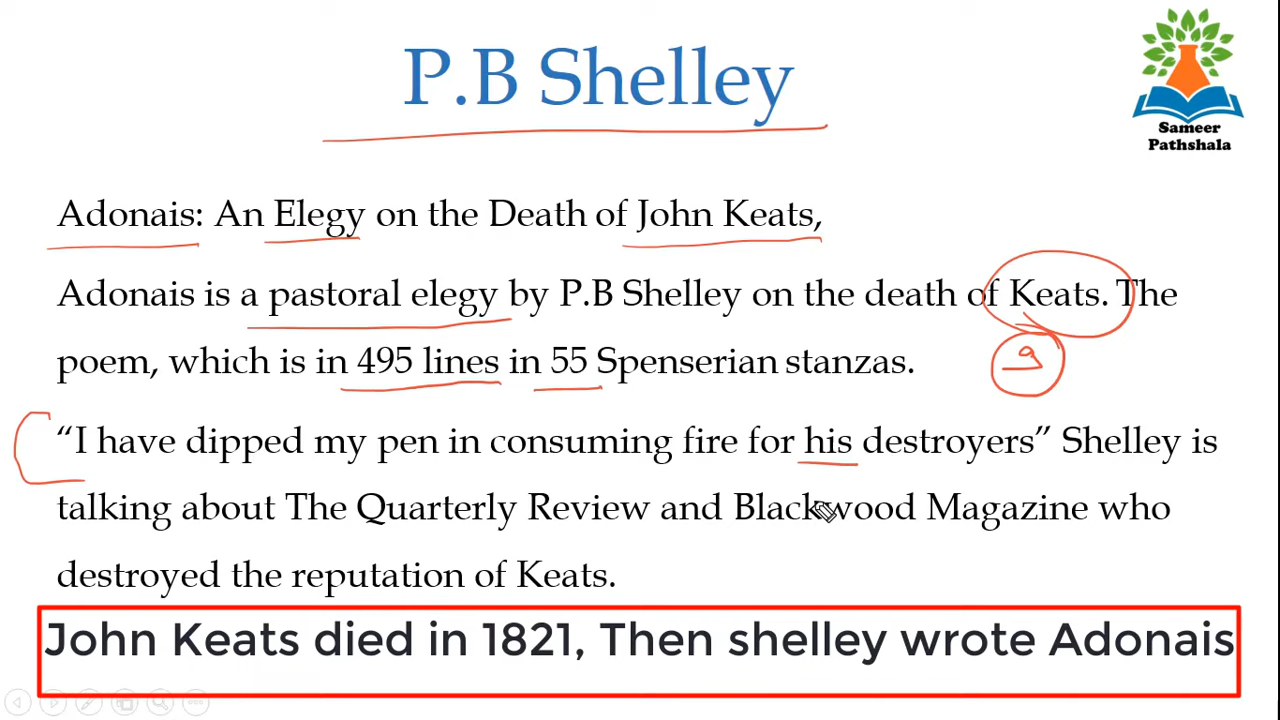 P.B Shelley
Sameer
Pathshala
Adonais: An Elegy on the Death of John Keats,
Adonais is a pastoral elegy by P.B Shelley on the death of Keats. The
poem, which is in 495 lines in 55 Spenserian stanzas.
“I have dipped my pen in consuming fire for his destroyers” Shelley is
talking about The Quarterly Review and Blackwood Magazine who
destroyed the reputation of Keats.
John Keats died in 1821, Then shelley wrote Adonais